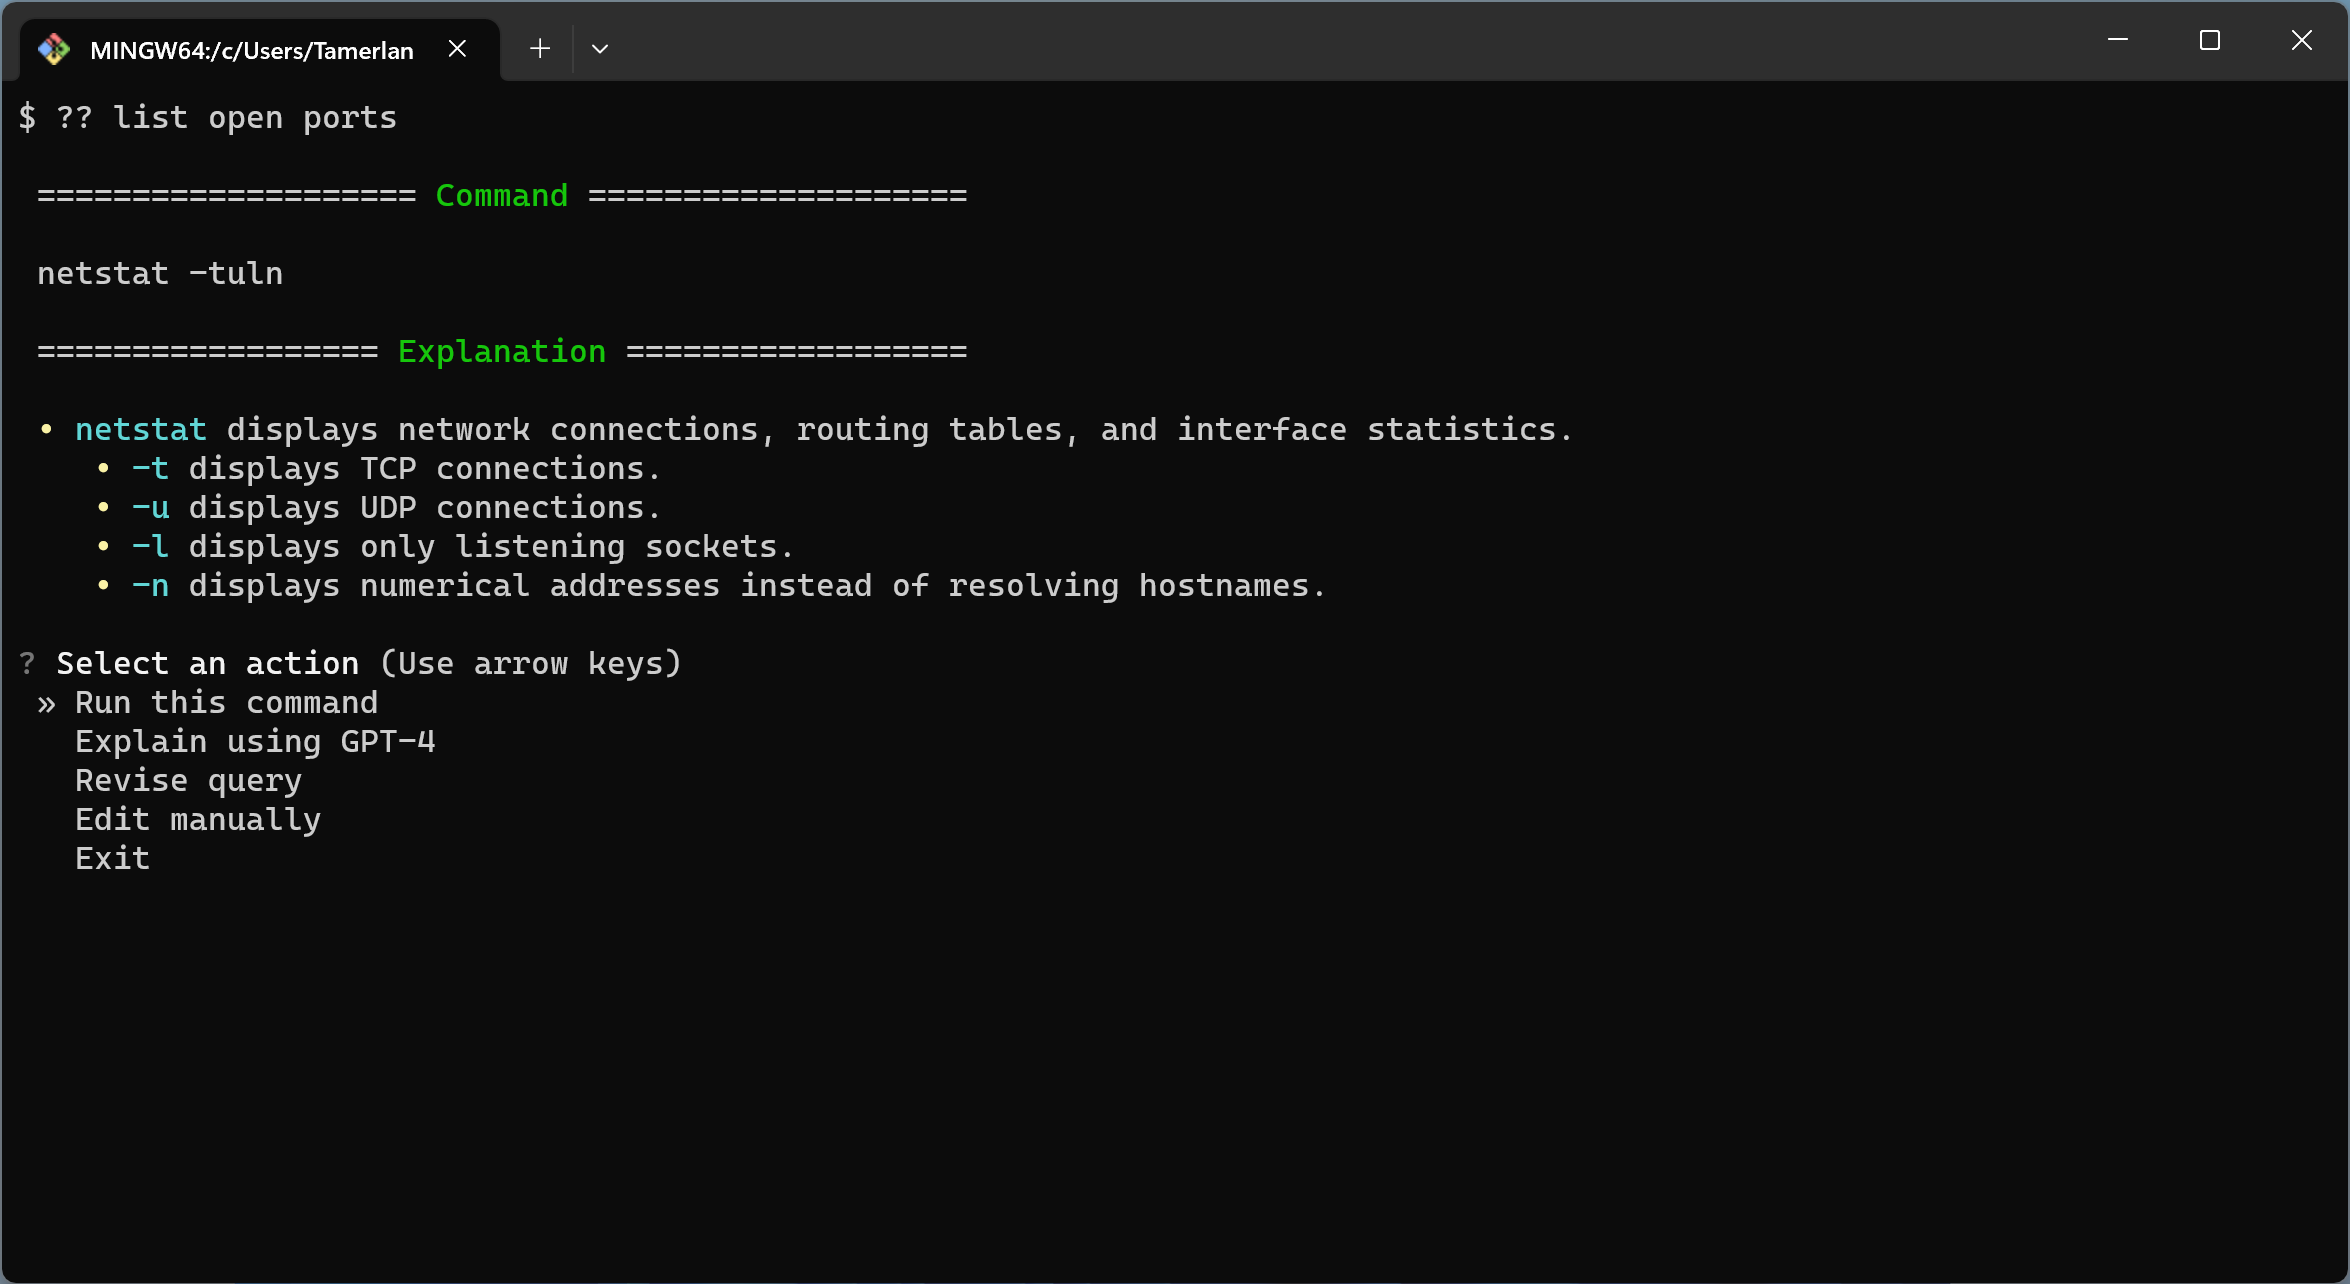 MINGW64:/c/Users/Tamerlan
$ ?? list open ports
==================== Command ====================
netstat -tuln
================== Explanation ==================
• netstat displays network connections, routing tables, and interface statistics.
• -t displays TCP connections.
• -u displays UDP connections.
• -l displays only listening sockets.
• -n displays numerical addresses instead of resolving hostnames.
? Select an action (Use arrow keys)
» Run this command
Explain using GPT-4
Revise query
Edit manually
Exit